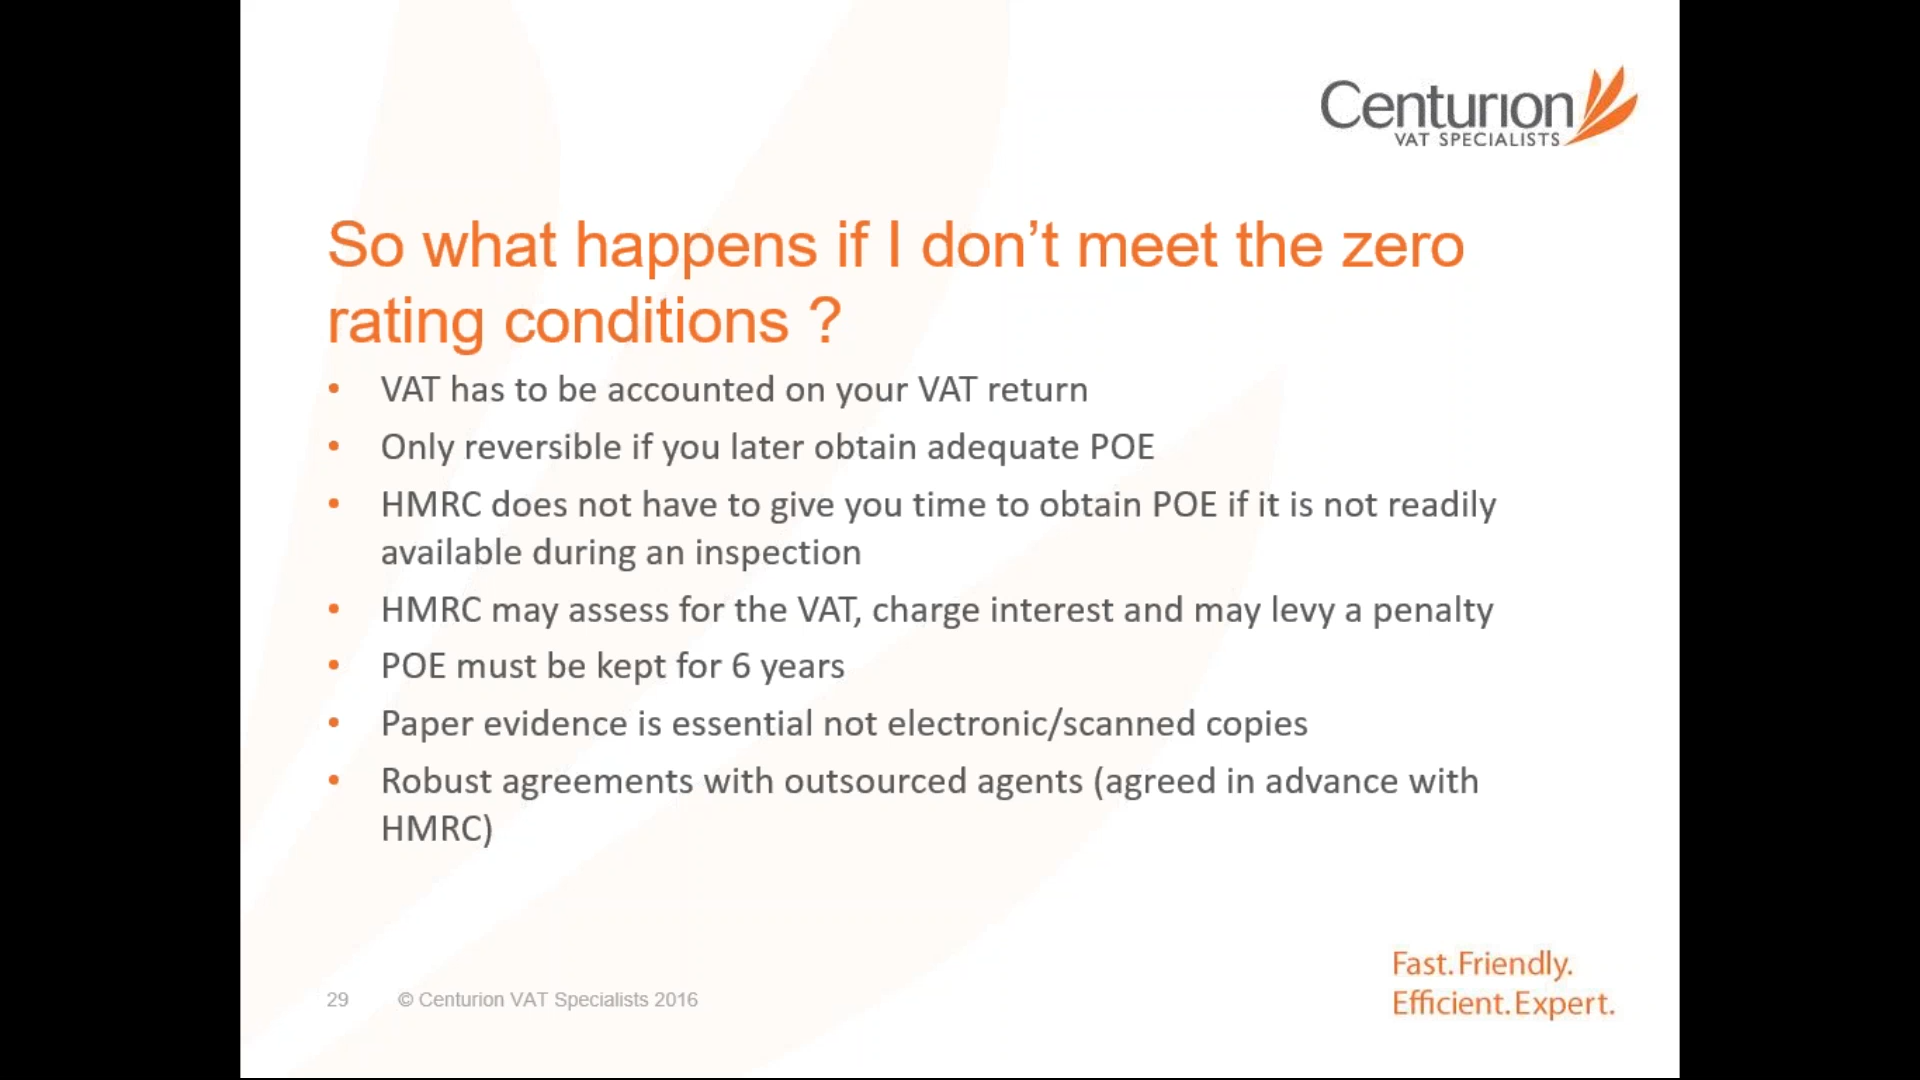 Centurion
VAT SPECIALISTS
So what happens if I don’t meet the zero
rating conditions ?
• VAT has to be accounted on your VAT return
• Only reversible if you later obtain adequate POE
• HMRC does not have to give you time to obtain POE if it is not readily
available during an inspection
• HMRC may assess for the VAT, charge interest and may levy a penalty
• POE must be kept for 6 years
• Paper evidence is essential not electronic/scanned copies
• Robust agreements with outsourced agents (agreed in advance with
HMRC)
Fast. Friendly.
Efficient. Expert.
29 © Centurion VAT Specialists 2016